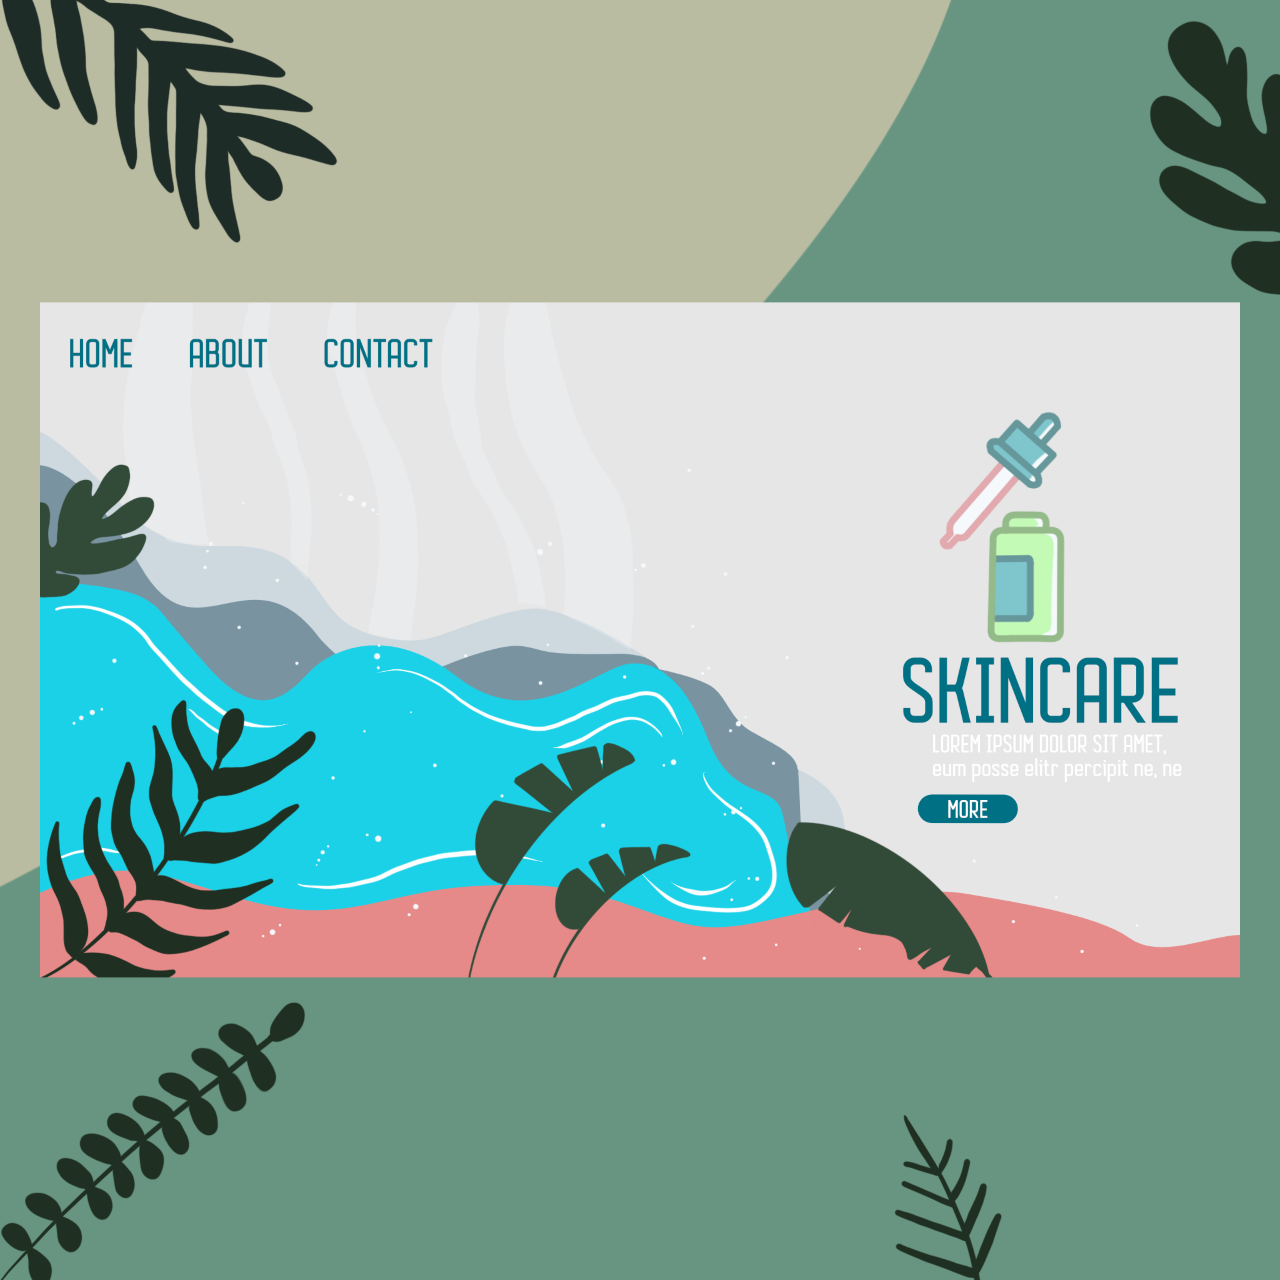 HOME ABOUT CONTACT
SKINCARE
LOREM IPSUM DOLOR SIT AMET,
eum posse elitr percipit ne, ne
MORE